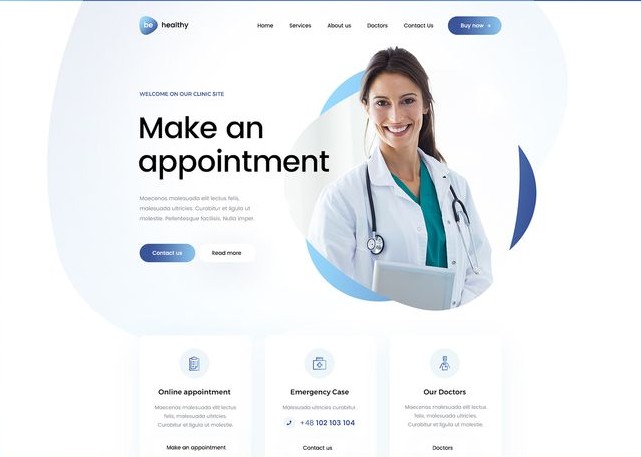 be healthy
Home Services About us Doctors Contact Us Buy now
WELCOME ON OUR CLINIC SITE
Make an
appointment
Maecenas malesuada elit lectus felis,
malesuada ultricies. Curabitur et ligula ut
molestie. Pellentesque facilisis. Nulla imper.
Contact us Read more
Online appointment
Maecenas malesuada elit lectus
felis, malesuada ultricies.
Curabitur et ligula ut molestie.
Make an appointment
Emergency Case
Malesuada ultricies curabitur.
+48 102 103 104
Contact us
Our Doctors
Maecenas malesuada elit lectus
felis, malesuada ultricies.
Curabitur et ligula ut molestie.
Doctors